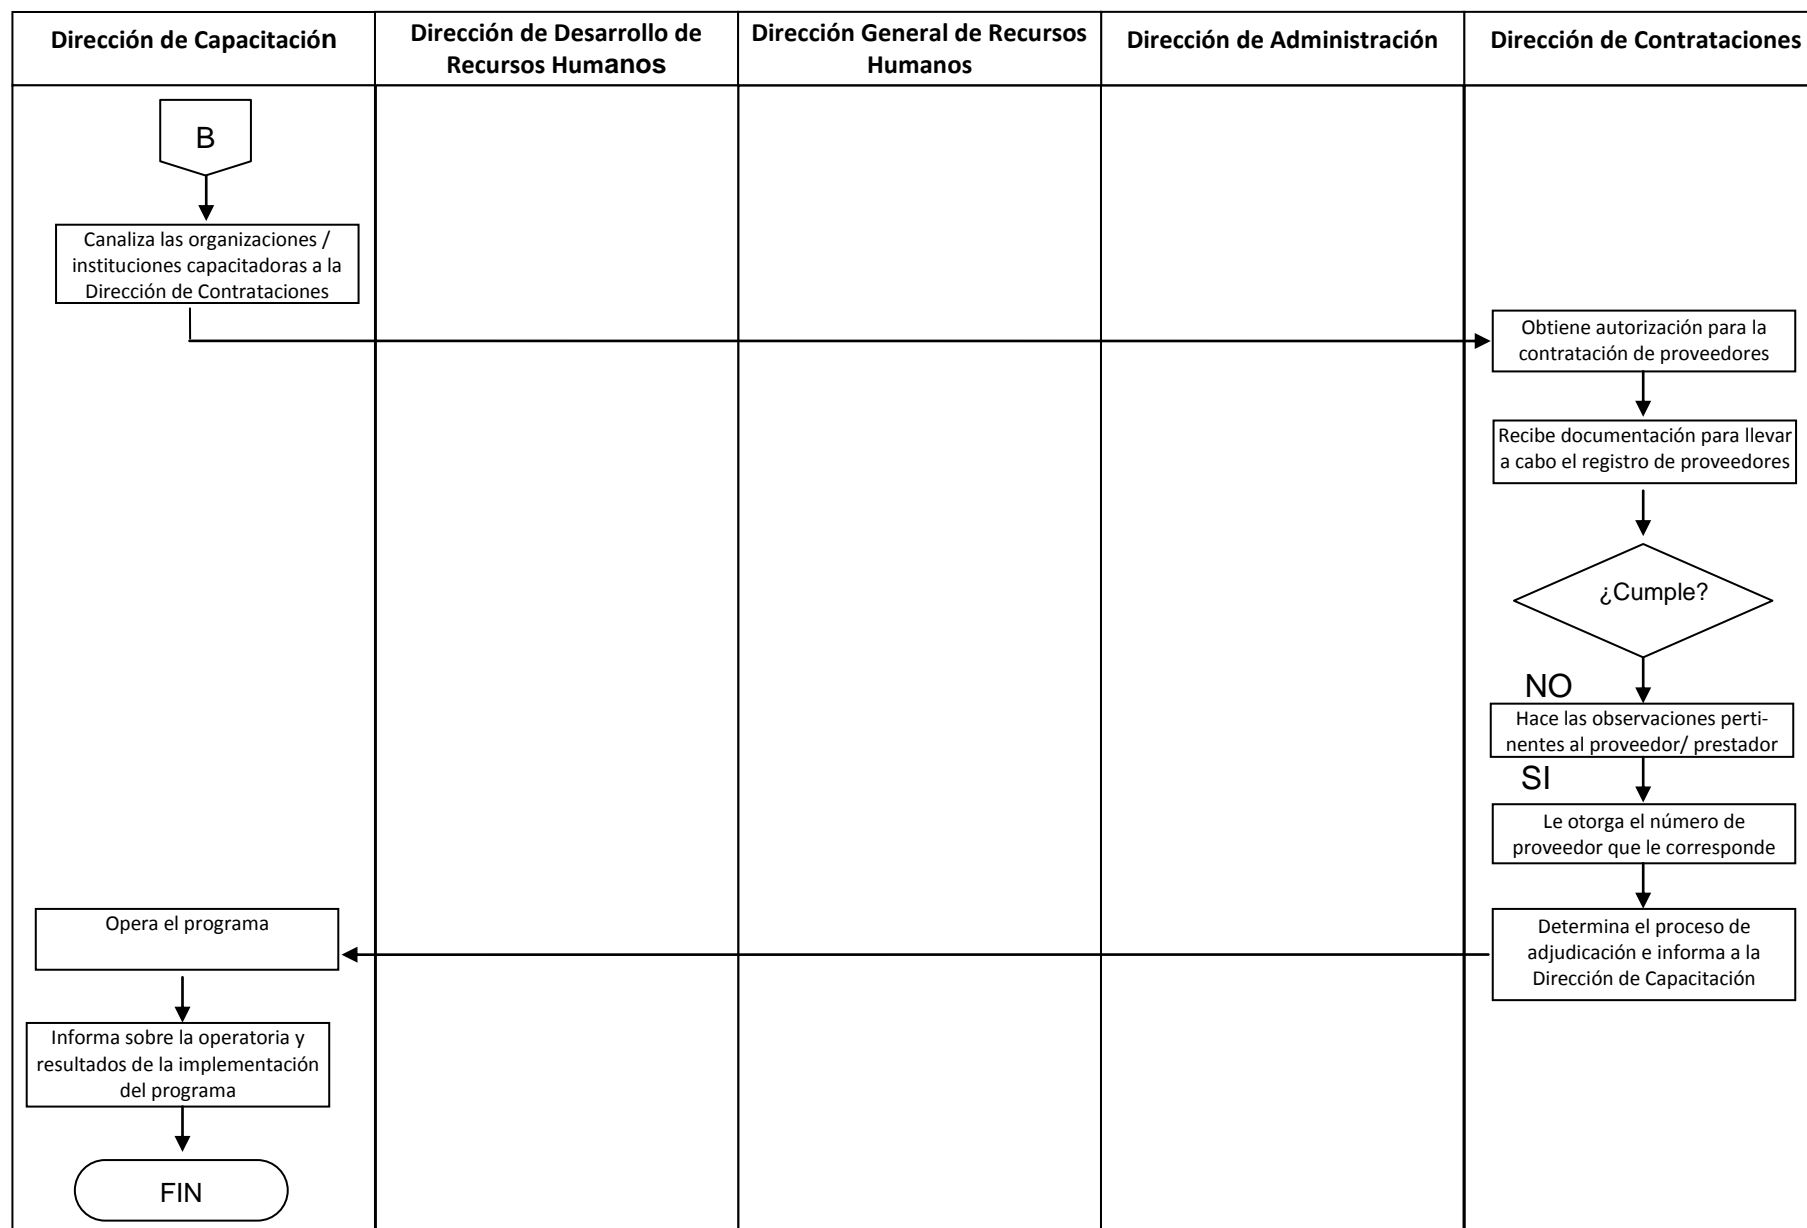 Dirección de Capacitación
Dirección de Desarrollo de
Recursos Humanos
Dirección General de Recursos
Humanos
Dirección de Administración
Dirección de Contrataciones
B
Canaliza las organizaciones /
instituciones capacitadoras a la
Dirección de Contrataciones
Obtiene autorización para la
contratación de proveedores
Recibe documentación para llevar
a cabo el registro de proveedores
¿Cumple?
NO
Hace las observaciones perti-
nentes al proveedor/ prestador
SI
Le otorga el número de
proveedor que le corresponde
Determina el proceso de
adjudicación e informa a la
Dirección de Capacitación
Opera el programa
Informa sobre la operatoria y
resultados de la implementación
del programa
FIN